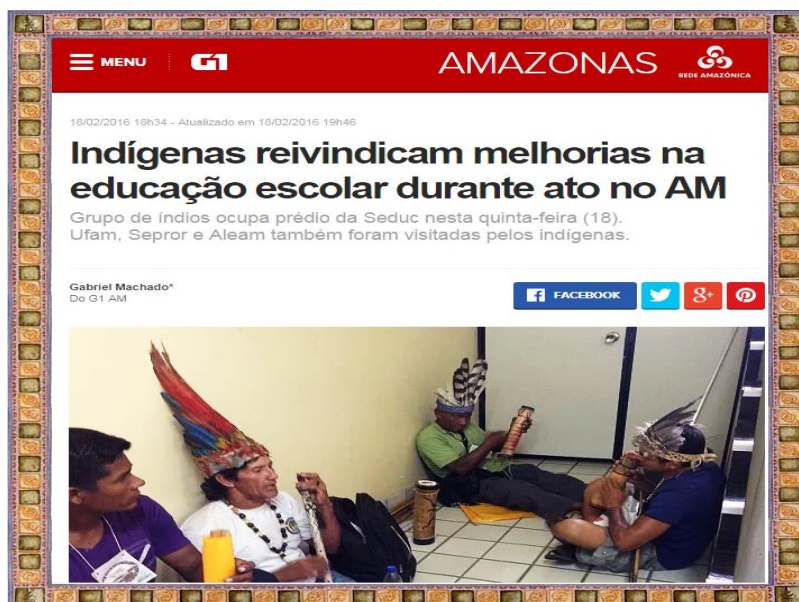 MENU
G1
AMAZONAS
REDE AMAZÔNICA
18/02/2016 18h34 - Atualizado em 18/02/2016 19h46
Indígenas reivindicam melhorias na
educação escolar durante ato no AM
Grupo de índios ocupa prédio da Seduc nesta quinta-feira (18).
Ufam, Sepror e Aleam também foram visitadas pelos indígenas.
Gabriel Machado*
Do G1 AM
FACEBOOK